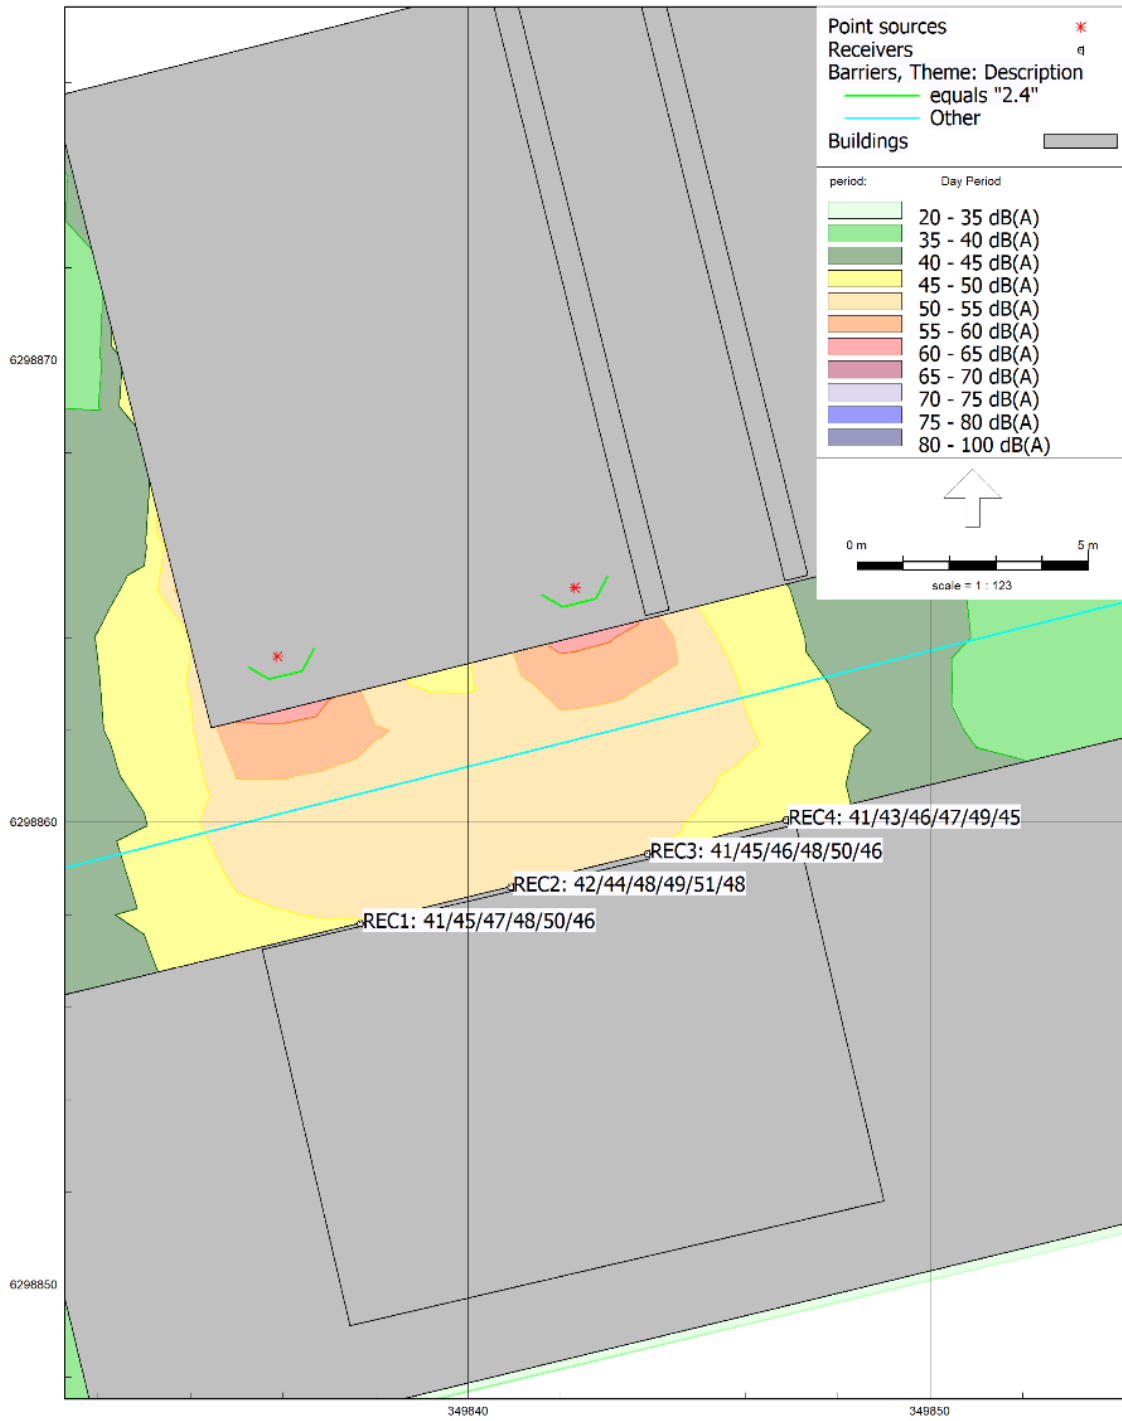 Point sources
Receivers
Barriers, Theme: Description
equals "2.4"
Other
Buildings
period: Day Period
20 - 35 dB(A)
35 - 40 dB(A)
40 - 45 dB(A)
45 - 50 dB(A)
50 - 55 dB(A)
55 - 60 dB(A)
60 - 65 dB(A)
65 - 70 dB(A)
70 - 75 dB(A)
75 - 80 dB(A)
80 - 100 dB(A)
0 m 5 m
scale = 1 : 123
6298870
6298860
REC4: 41/43/46/47/49/45
REC3: 41/45/46/48/50/46
REC2: 42/44/48/49/51/48
REC1: 41/45/47/48/50/46
6298850
349840 349850